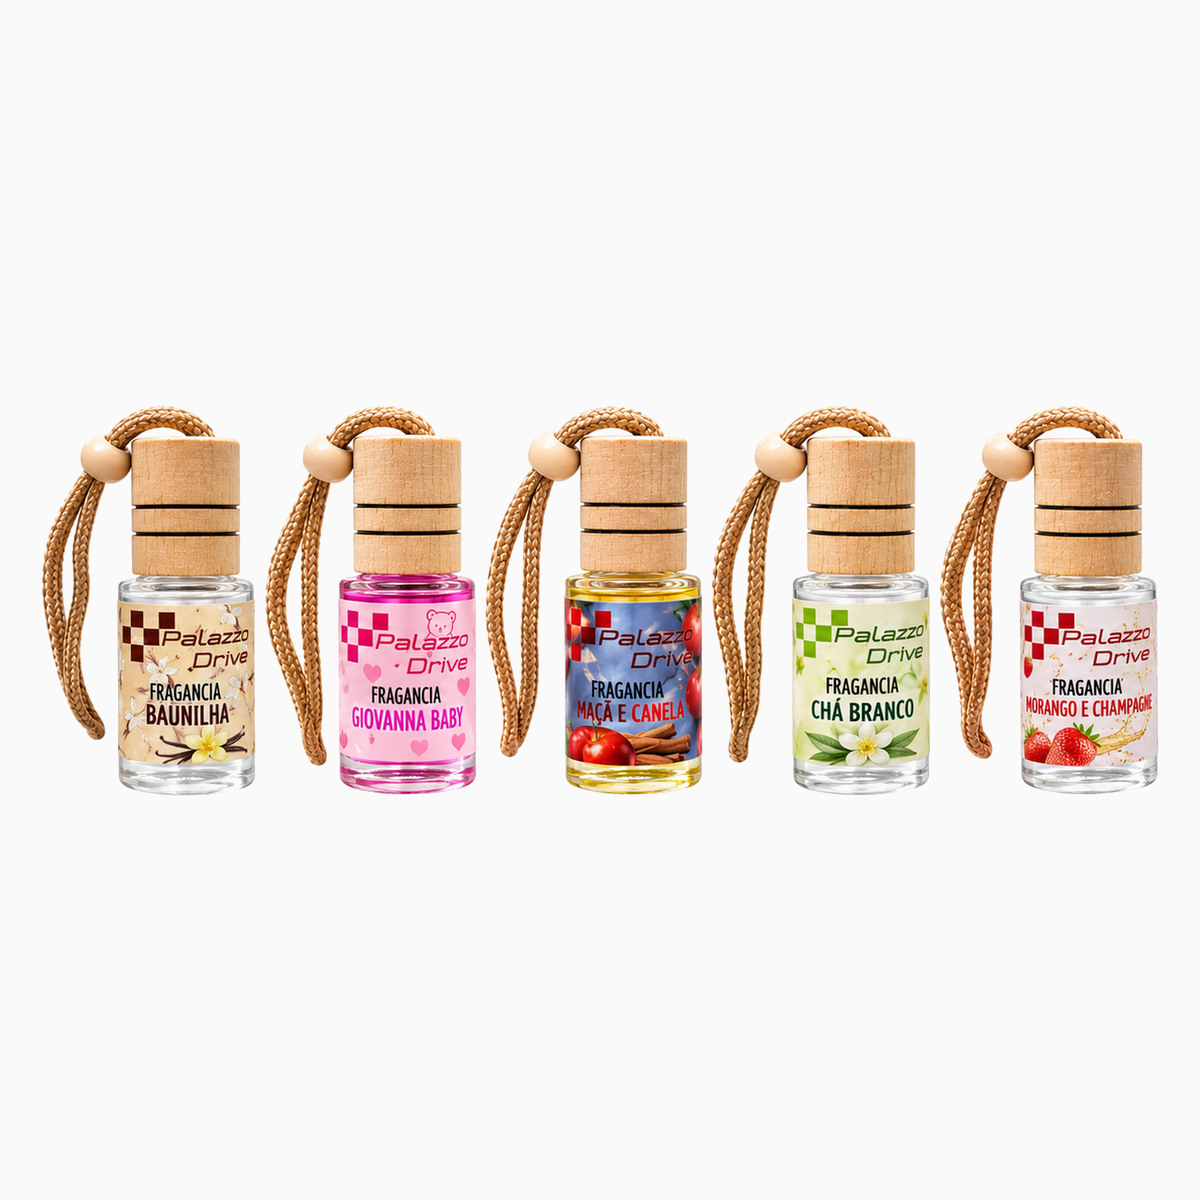 Palazzo
Drive
FRAGANCIA
BAUNILHA
Palazzo
Drive
FRAGANCIA
GIOVANNA BABY
Palazzo
Drive
FRAGANCIA
MAÇÃ E CANELA
Palazzo
Drive
FRAGANCIA
CHÁ BRANCO
Palazzo
Drive
FRAGANCIA
MORANGO E CHAMPAGNE